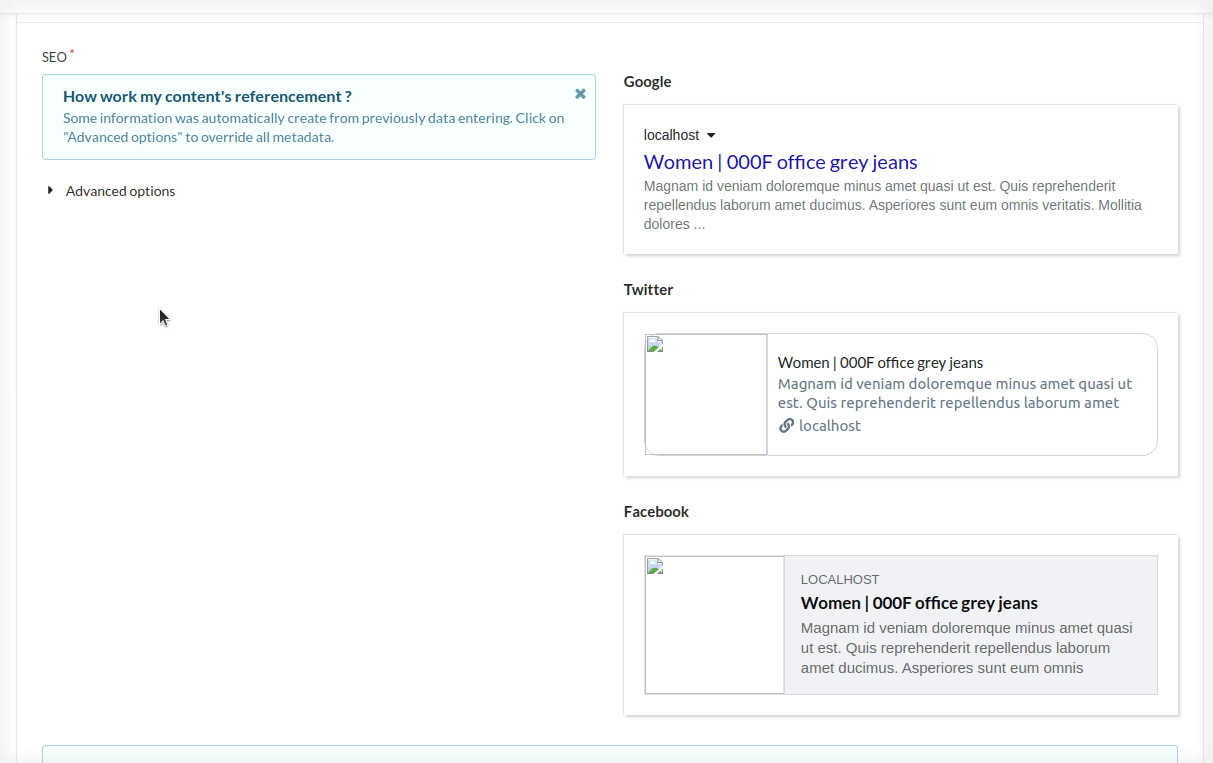 SEO *
How work my content's referencement ?
Some information was automatically create from previously data entering. Click on
"Advanced options" to override all metadata.
Advanced options
Google
localhost
Women | 000F office grey jeans
Magnam id veniam doloremque minus amet quasi ut est. Quis reprehenderit
repellendus laborum amet ducimus. Asperiores sunt eum omnis veritatis. Mollitia
dolores ...
Twitter
Women | 000F office grey jeans
Magnam id veniam doloremque minus amet quasi ut
est. Quis reprehenderit repellendus laborum amet
localhost
Facebook
LOCALHOST
Women | 000F office grey jeans
Magnam id veniam doloremque minus amet quasi
ut est. Quis reprehenderit repellendus laborum
amet ducimus. Asperiores sunt eum omnis